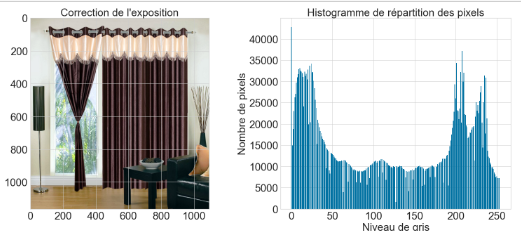 Correction de l'exposition
0
200
400
600
800
1000
0 200 400 600 800 1000
Histogramme de répartition des pixels
Nombre de pixels
40000
35000
30000
25000
20000
15000
10000
5000
0
0 50 100 150 200 250
Niveau de gris